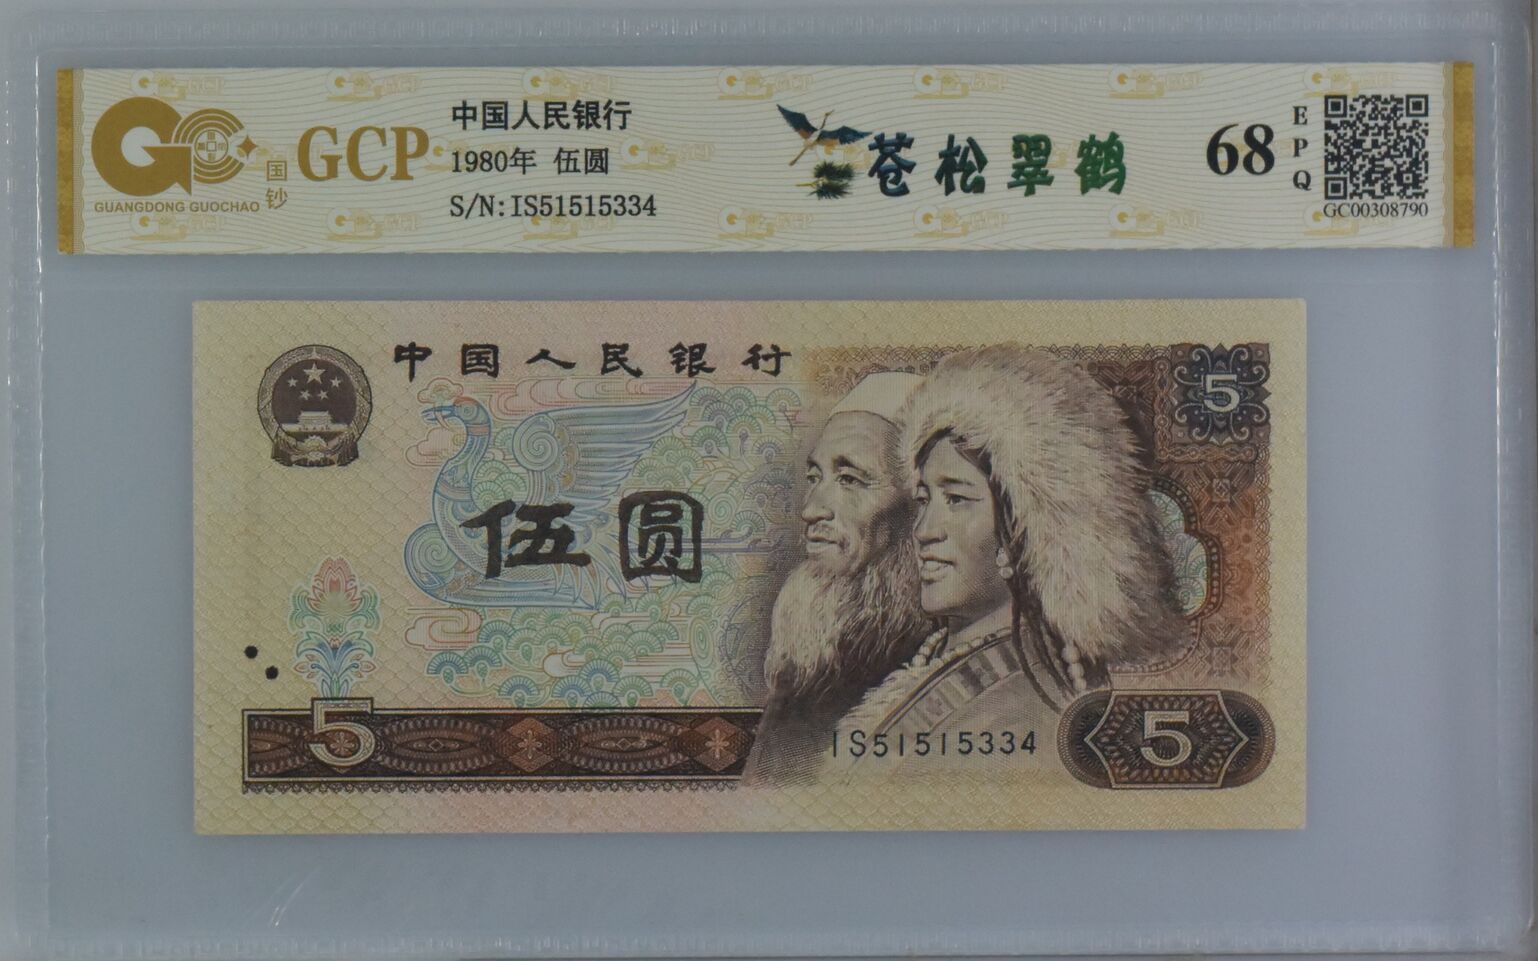 GUANGDONG GUOCHAO
国钞
GCP
中国人民银行
1980年 伍圆
S/N:IS51515334
苍松翠鹤
68
EPQ
GC00308790
中国人民银行
5
伍圆
5
IS51515334
5